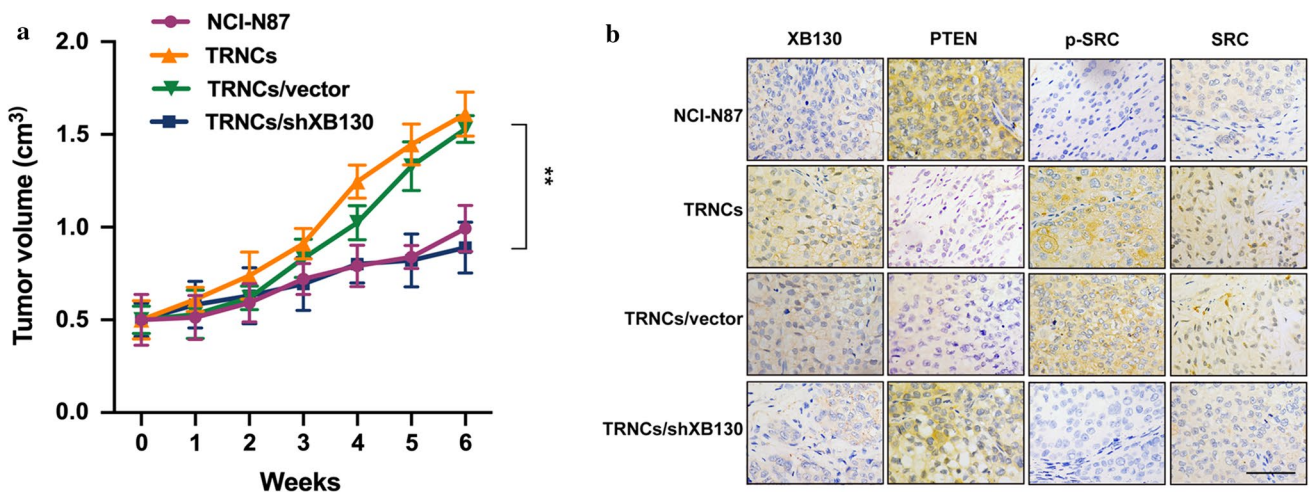 a
NCI-N87
TRNCs
TRNCs/vector
TRNCs/shXB130
Tumor volume (cm³)
2.0
1.5
1.0
0.5
0.0
**
0 1 2 3 4 5 6
Weeks
b
XB130 PTEN p-SRC SRC
NCI-N87
TRNCs
TRNCs/vector
TRNCs/shXB130